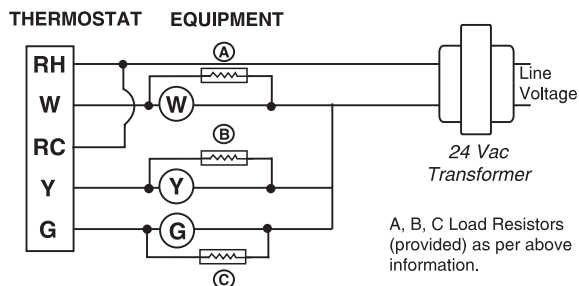 THERMOSTAT EQUIPMENT
A
RH
Line
Voltage
W W
B
RC
24 Vac
Transformer
Y Y
G G
A, B, C Load Resistors
(provided) as per above
information.
C